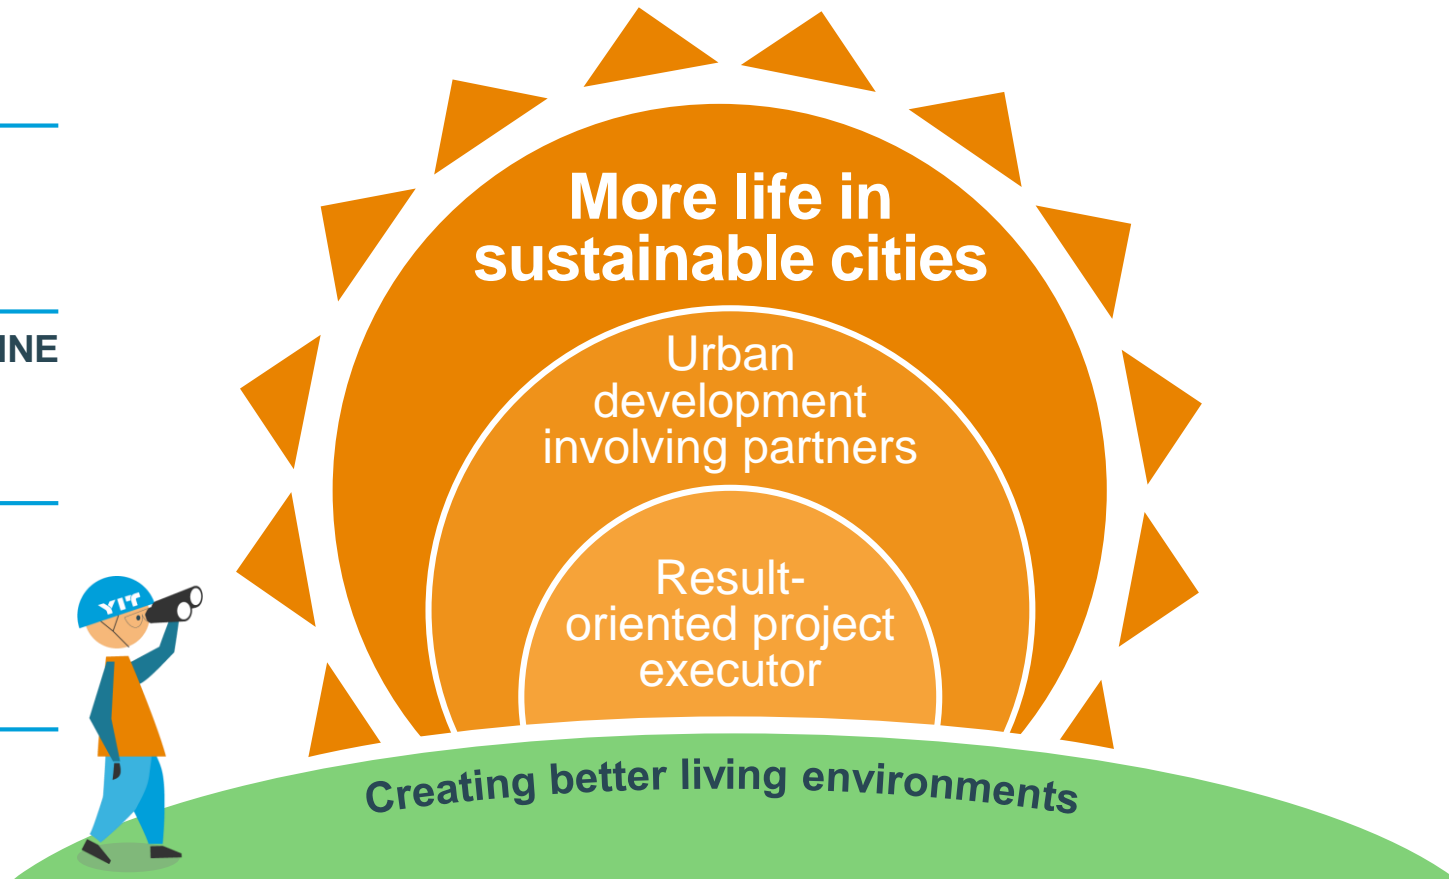 More life in
sustainable cities
INE
Urban
development
involving partners
Result-
oriented project
executor
YIT
Creating better living environments